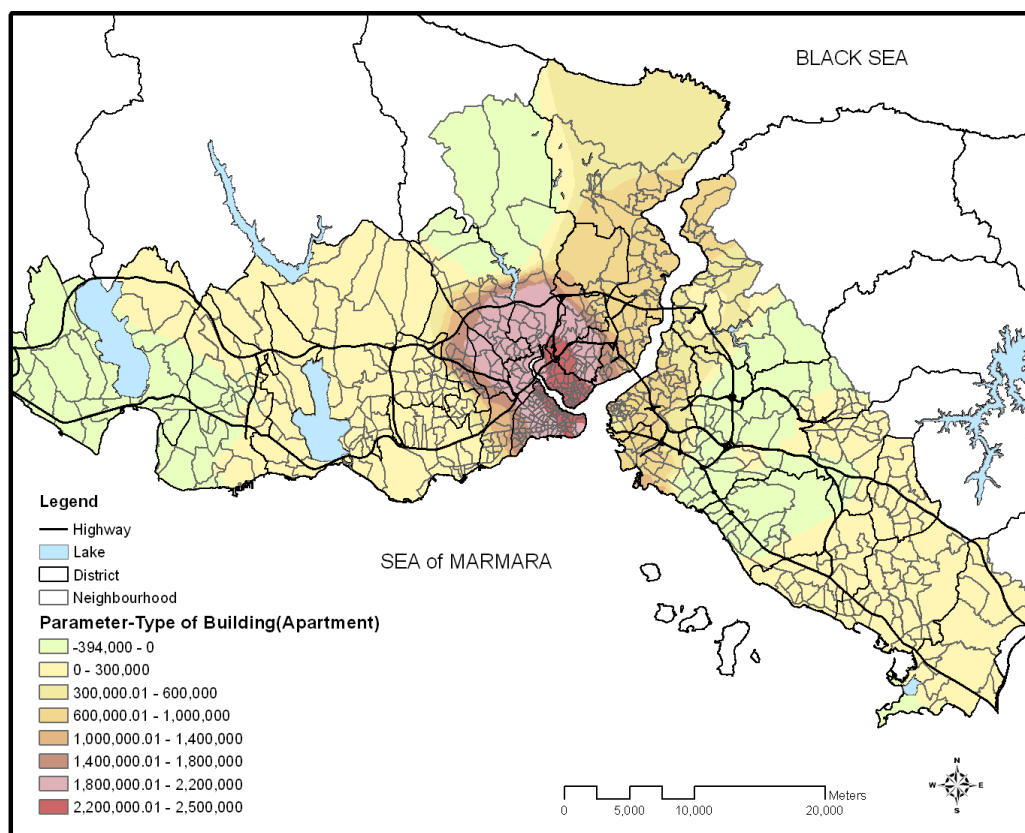 BLACK SEA
SEA of MARMARA
Legend
Highway
Lake
District
Neighbourhood
Parameter-Type of Building(Apartment)
-394,000 - 0
0 - 300,000
300,000.01 - 600,000
600,000.01 - 1,000,000
1,000,000.01 - 1,400,000
1,400,000.01 - 1,800,000
1,800,000.01 - 2,200,000
2,200,000.01 - 2,500,000
Meters
0 5,000 10,000 20,000
N
W E
S